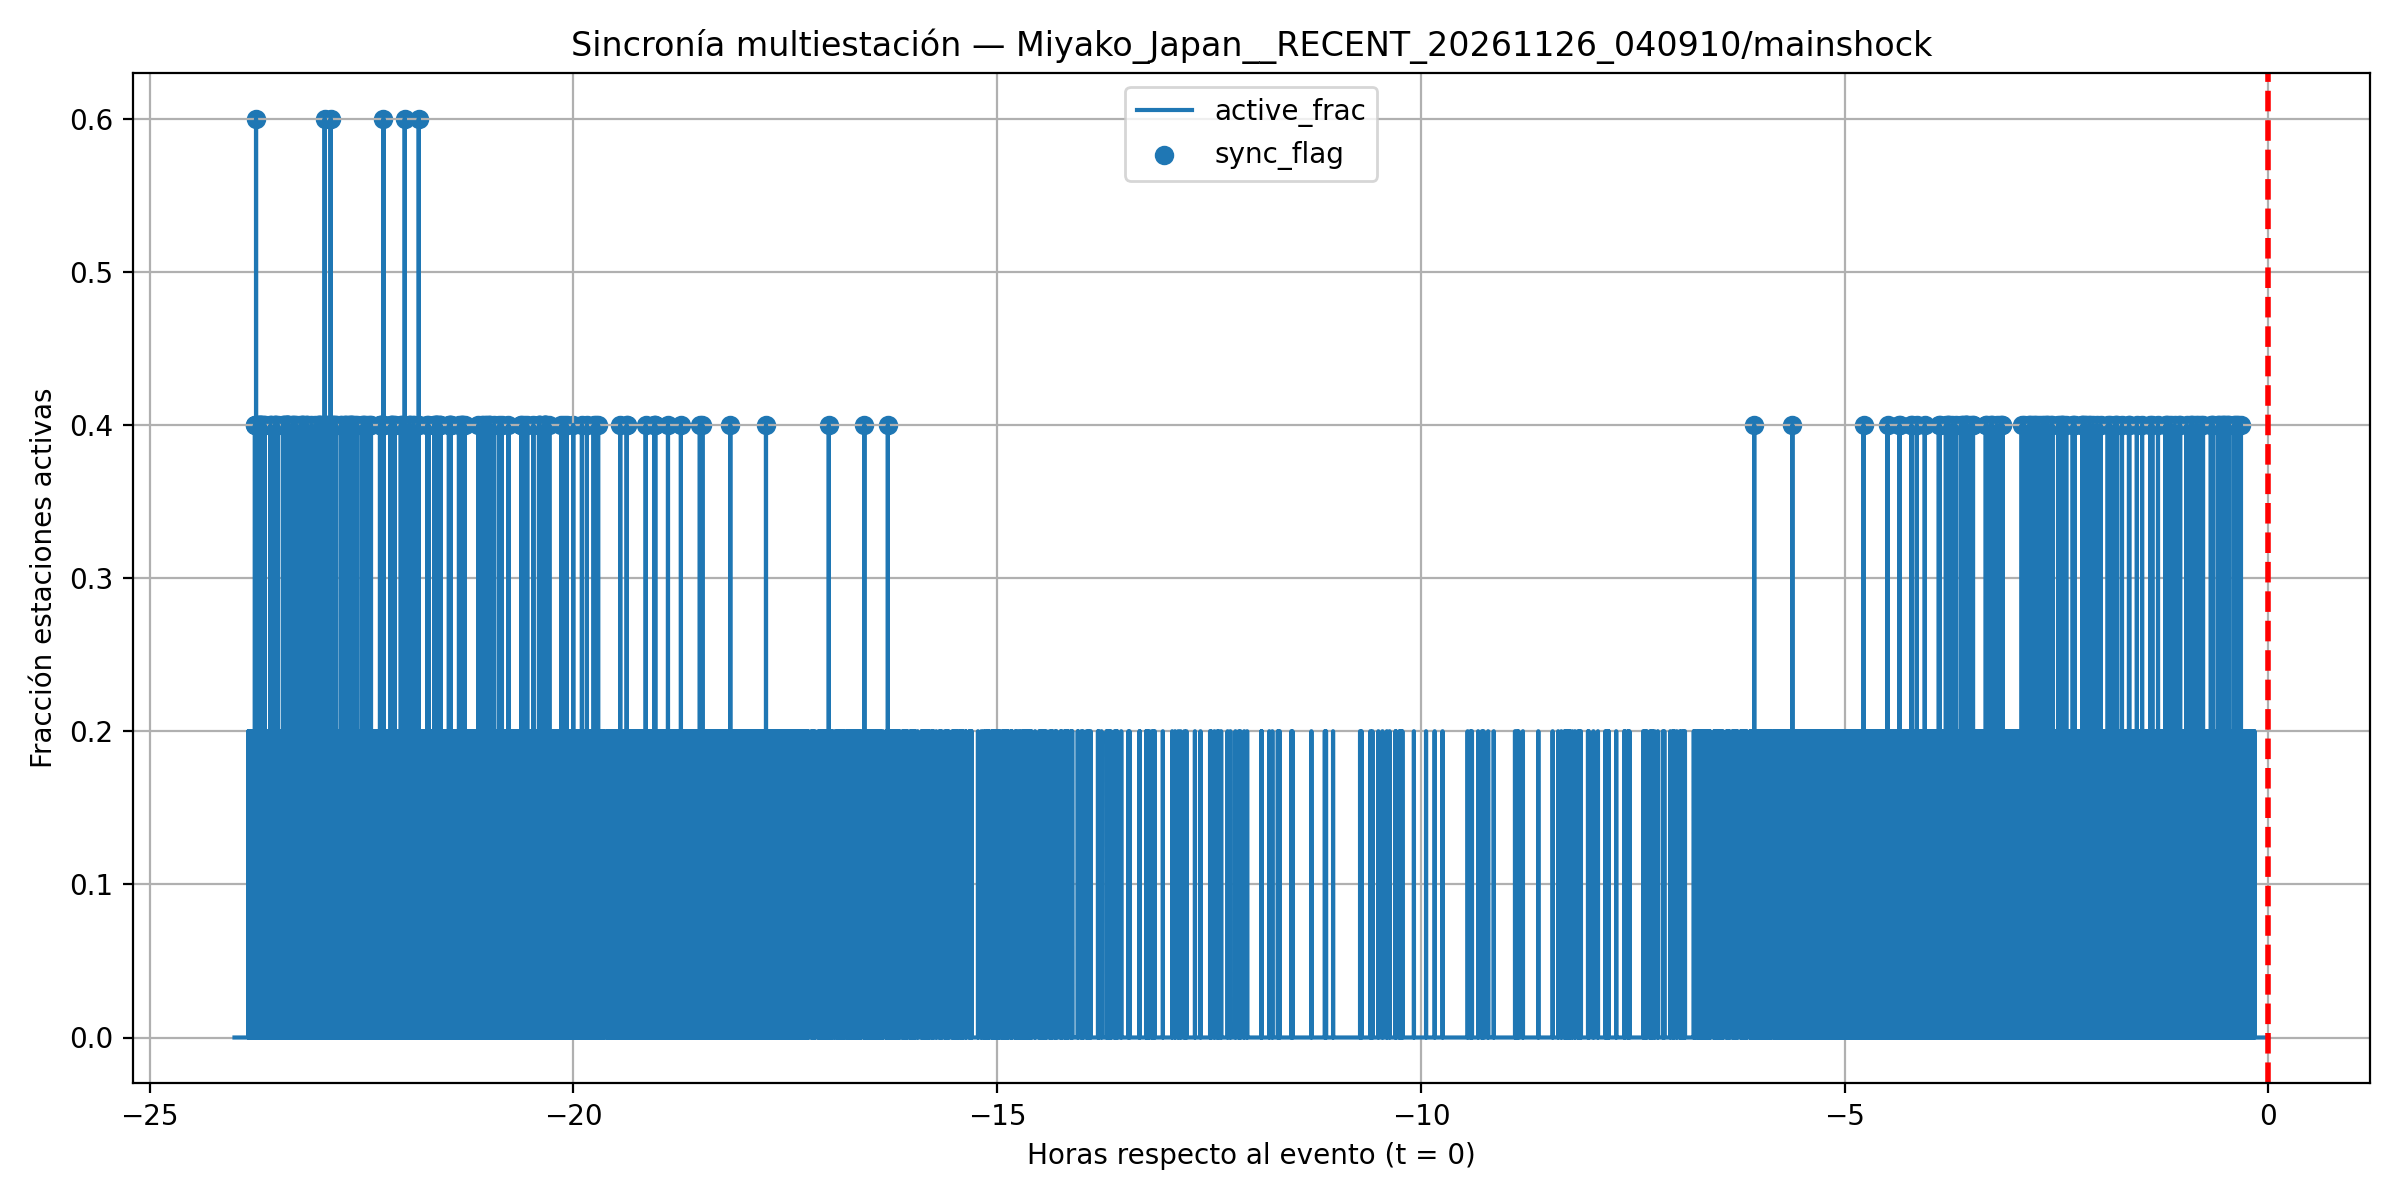 Sincronía multiestación — Miyako_Japan__RECENT_20261126_040910/mainshock
active_frac
sync_flag
Fracción estaciones activas
0.6
0.5
0.4
0.3
0.2
0.1
0.0
−25 −20 −15 −10 −5 0
Horas respecto al evento (t = 0)